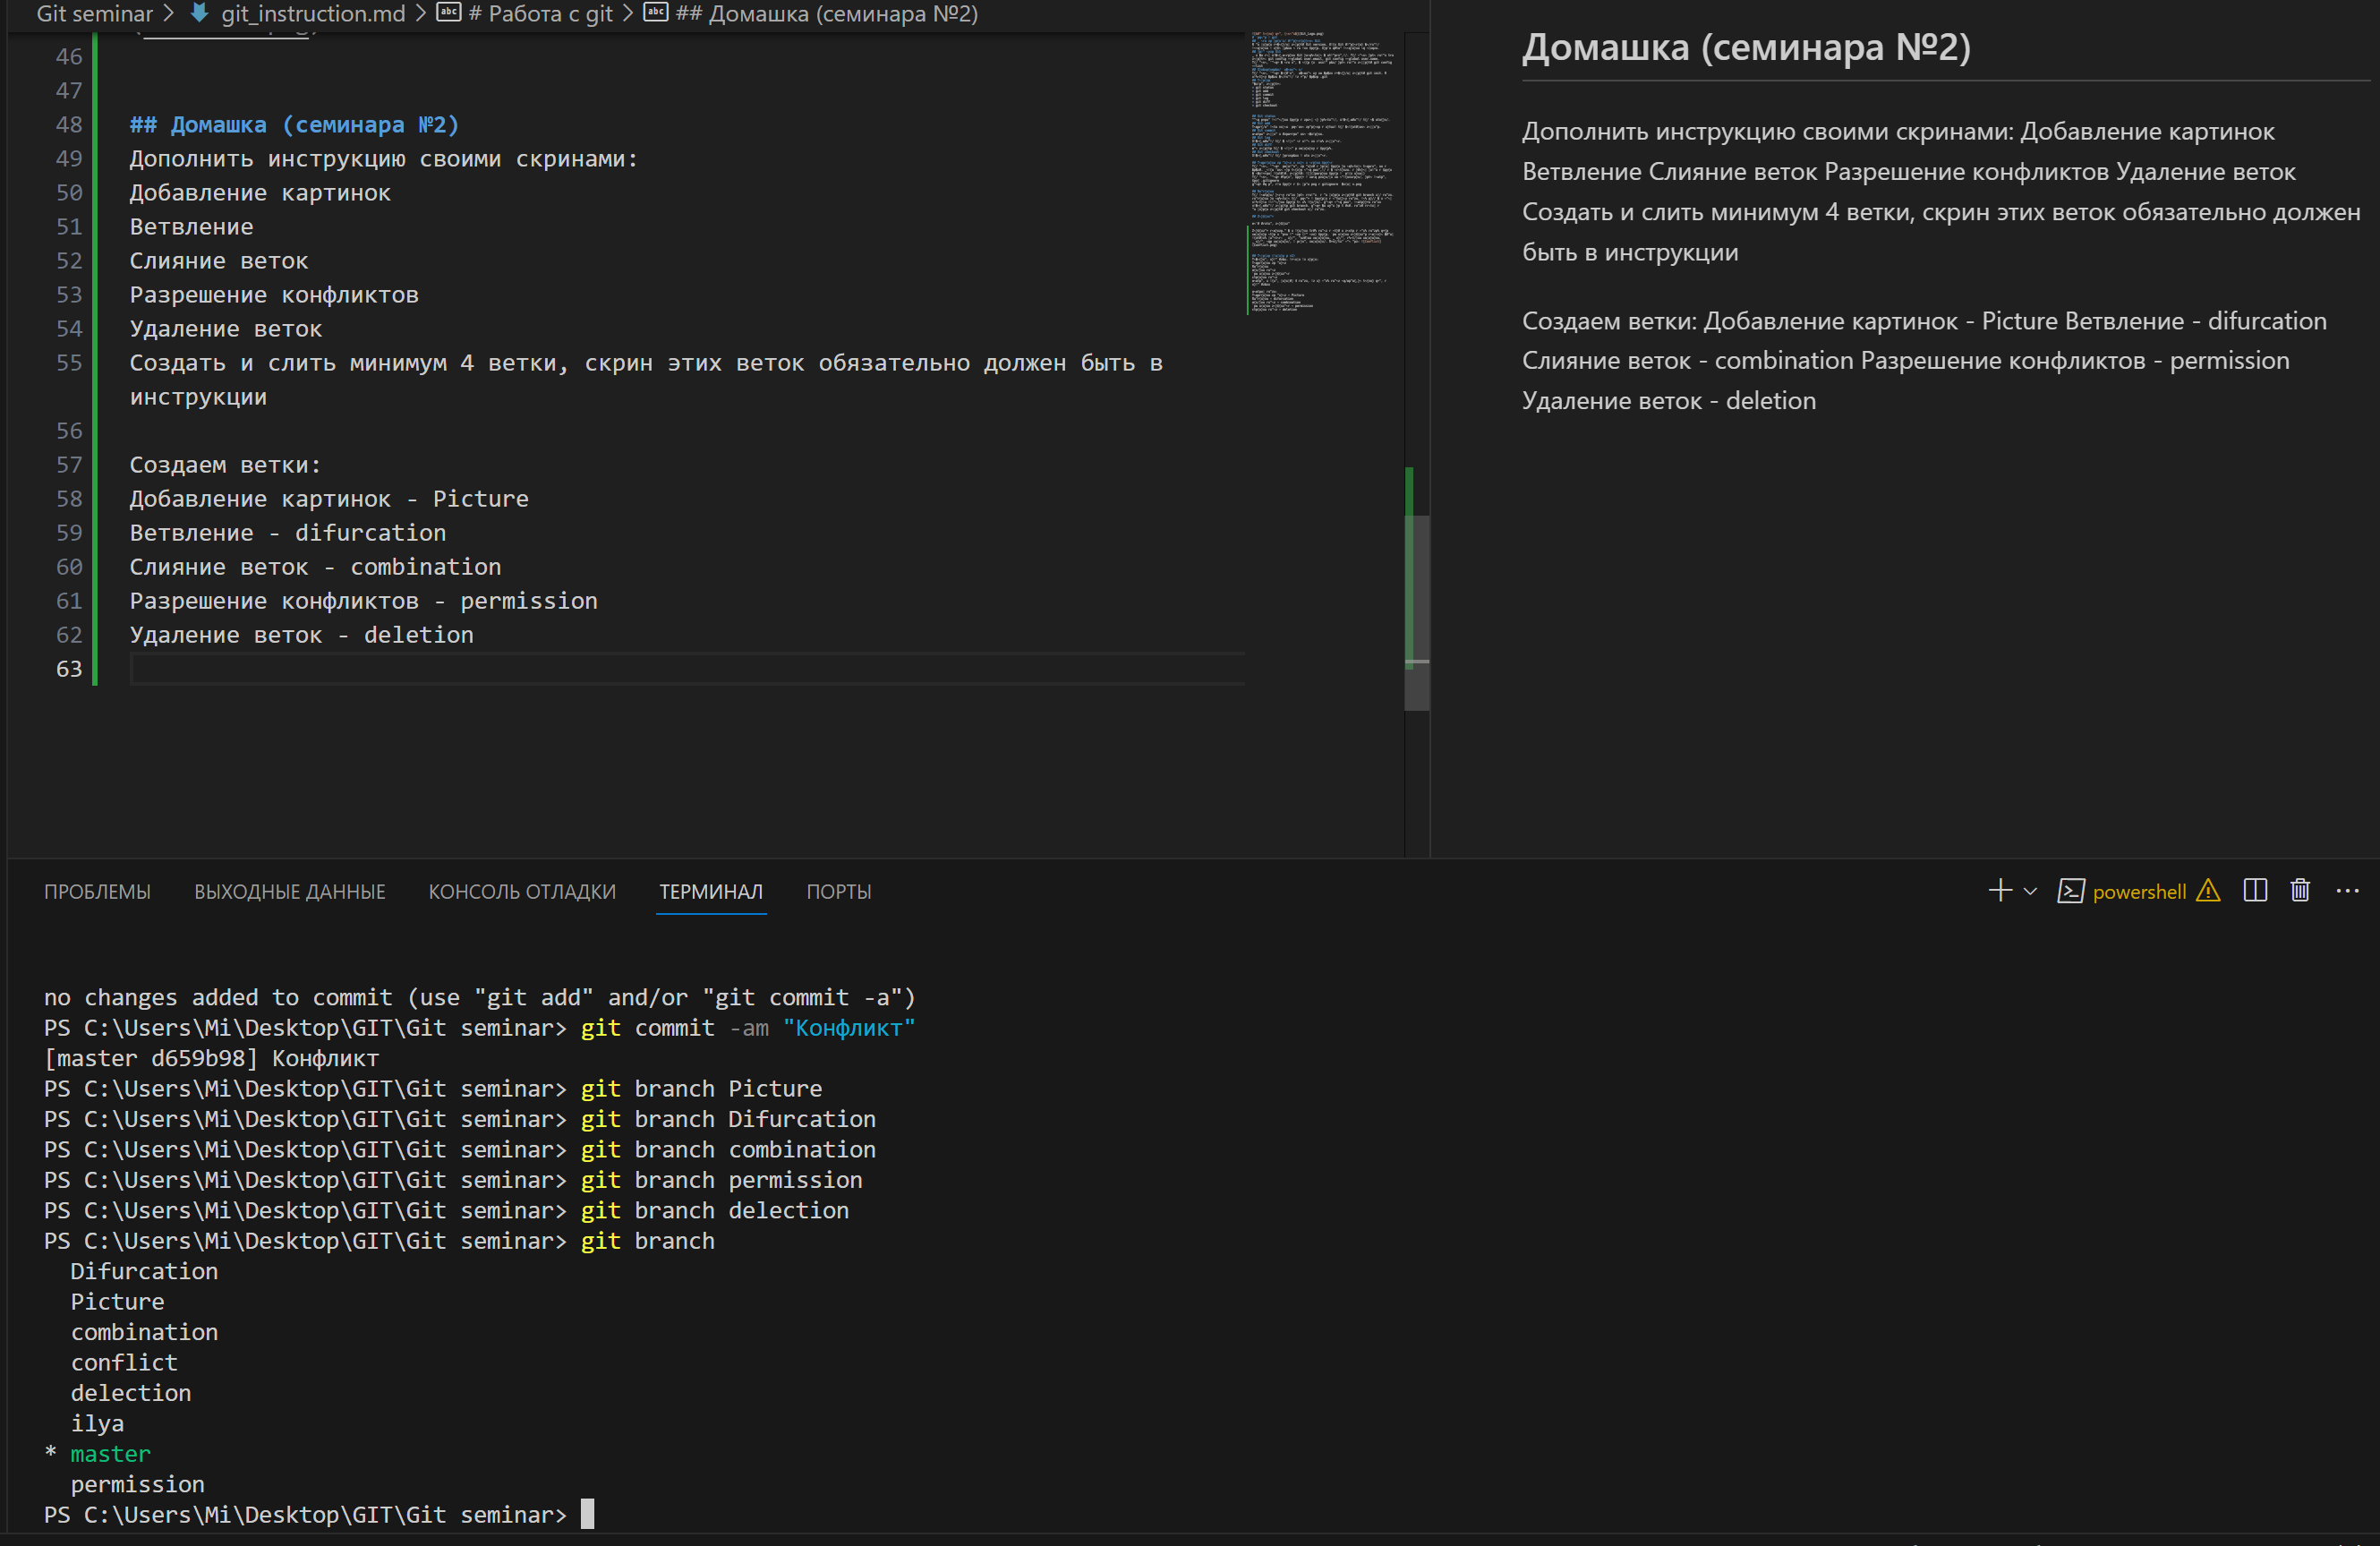 Git seminar > git_instruction.md > # Работа с git > ## Домашка (семинара №2)
46
47
48 ## Домашка (семинара №2)
49 Дополнить инструкцию своими скринами:
50 Добавление картинок
51 Ветвление
52 Слияние веток
53 Разрешение конфликтов
54 Удаление веток
55 Создать и слить минимум 4 ветки, скрин этих веток обязательно должен быть в
инструкции
56
57 Создаем ветки:
58 Добавление картинок - Picture
59 Ветвление - difurcation
60 Слияние веток - combination
61 Разрешение конфликтов - permission
62 Удаление веток - deletion
63
Домашка (семинара №2)
Дополнить инструкцию своими скринами: Добавление картинок
Ветвление Слияние веток Разрешение конфликтов Удаление веток
Создать и слить минимум 4 ветки, скрин этих веток обязательно должен
быть в инструкции
Создаем ветки: Добавление картинок - Picture Ветвление - difurcation
Слияние веток - combination Разрешение конфликтов - permission
Удаление веток - deletion
ПРОБЛЕМЫ ВЫХОДНЫЕ ДАННЫЕ КОНСОЛЬ ОТЛАДКИ ТЕРМИНАЛ ПОРТЫ
powershell
no changes added to commit (use "git add" and/or "git commit -a")
PS C:\Users\Mi\Desktop\GIT\Git seminar> git commit -am "Конфликт"
[master d659b98] Конфликт
PS C:\Users\Mi\Desktop\GIT\Git seminar> git branch Picture
PS C:\Users\Mi\Desktop\GIT\Git seminar> git branch Difurcation
PS C:\Users\Mi\Desktop\GIT\Git seminar> git branch combination
PS C:\Users\Mi\Desktop\GIT\Git seminar> git branch permission
PS C:\Users\Mi\Desktop\GIT\Git seminar> git branch delection
PS C:\Users\Mi\Desktop\GIT\Git seminar> git branch
Difurcation
Picture
combination
conflict
delection
ilya
* master
permission
PS C:\Users\Mi\Desktop\GIT\Git seminar>